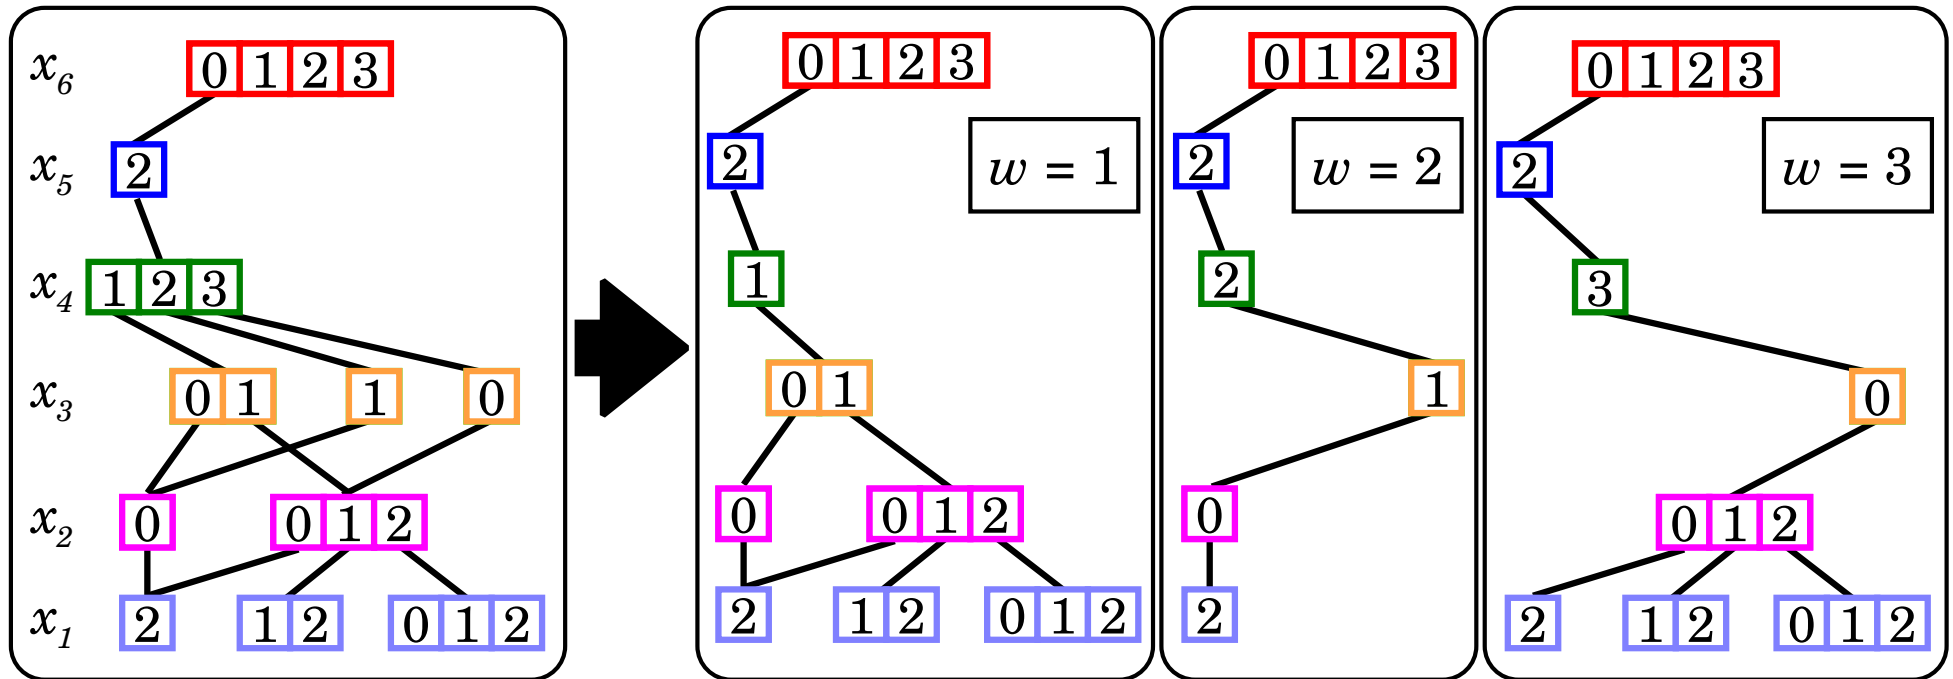 x6 0 1 2 3
x5 2
x4 1 2 3
x3 0 1 1 0
x2 0 0 1 2
x1 2 1 2 0 1 2
0 1 2 3
2 w = 1
1
0 1
0 0 1 2
2 1 2 0 1 2
0 1 2 3
2 w = 2
2
1
0
2
0 1 2 3
2 w = 3
3
0
0 1 2
2 1 2 0 1 2